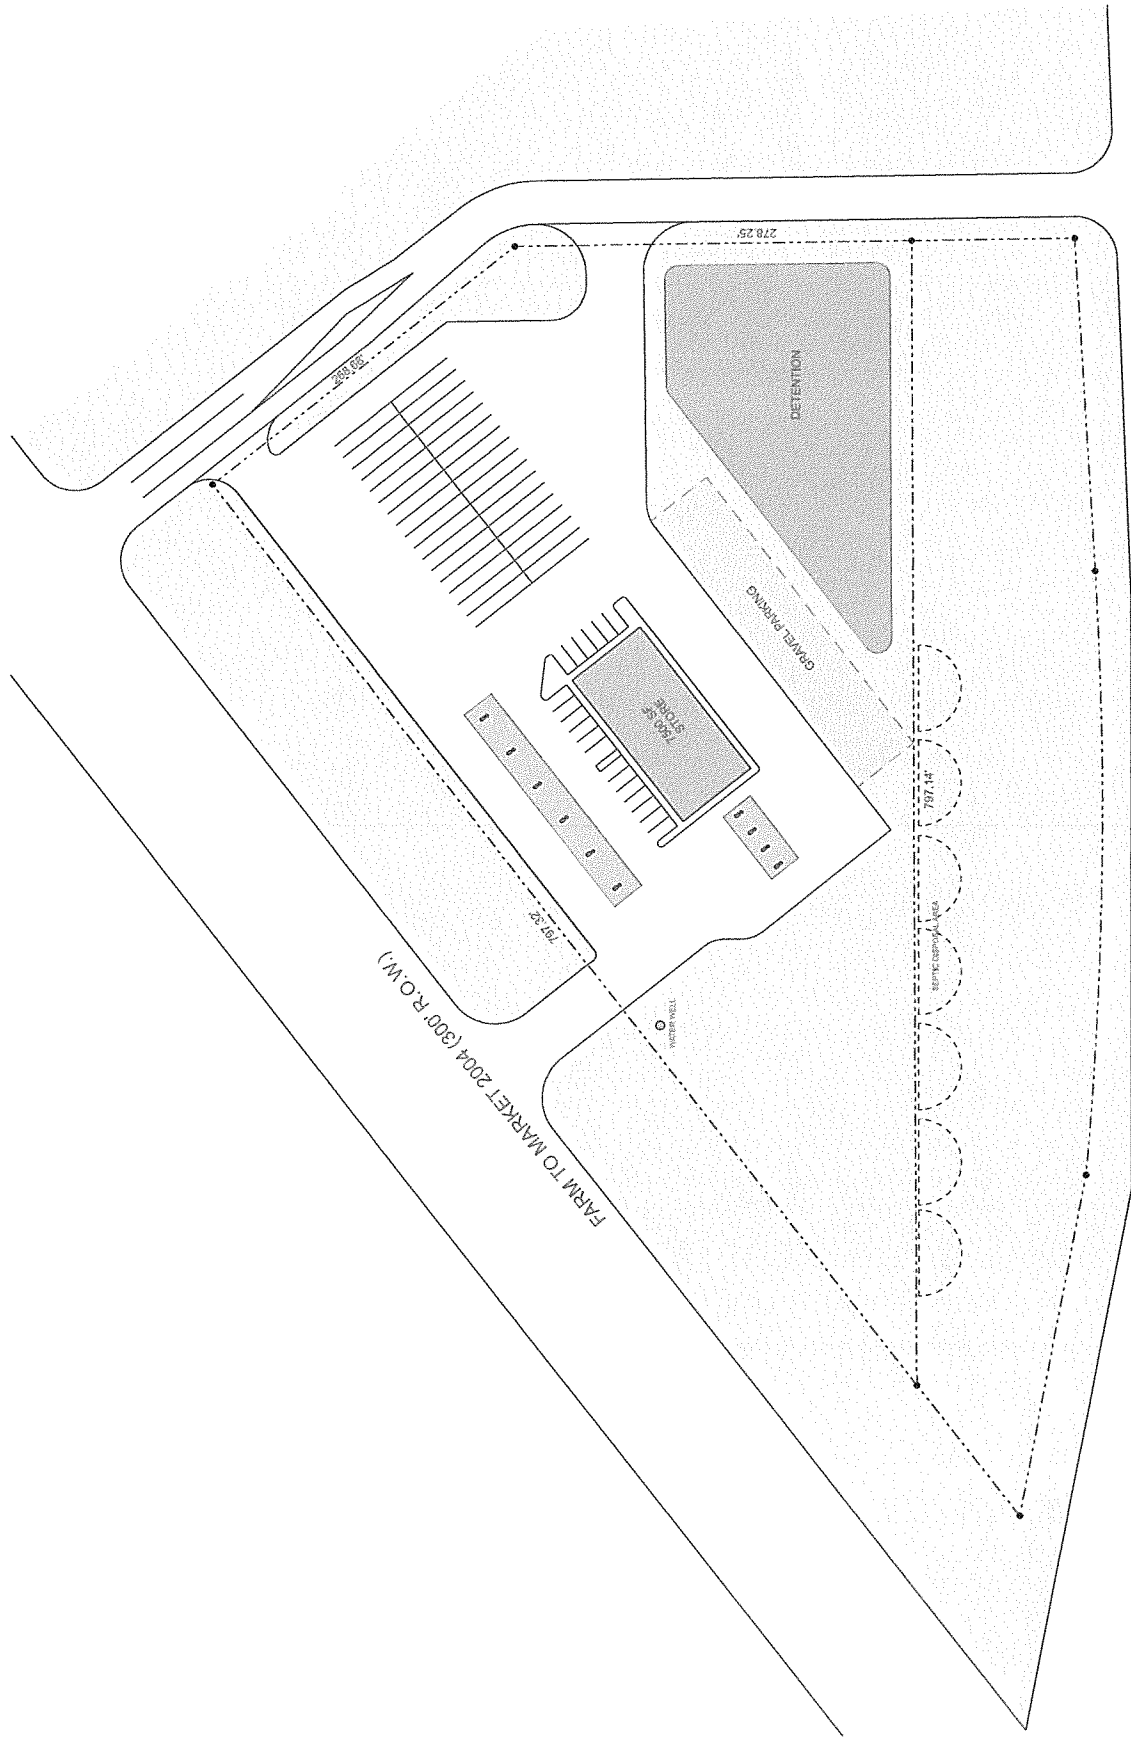 278.25'
268.68'
DETENTION
GRAVEL PARKING
7500 SF
STORE
797.14'
SEPTIC DISPOSAL AREA
797.32'
WATER WELL
FARM TO MARKET 2004 (300' R.O.W.)